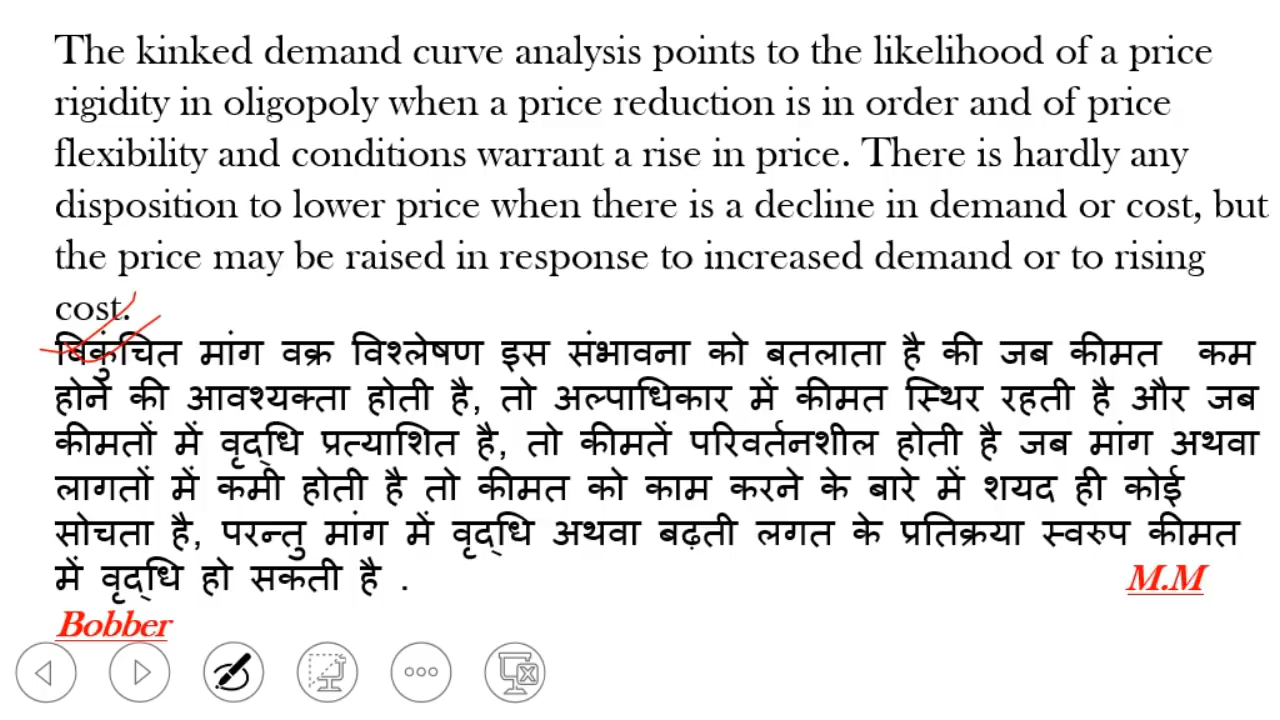 The kinked demand curve analysis points to the likelihood of a price
rigidity in oligopoly when a price reduction is in order and of price
flexibility and conditions warrant a rise in price. There is hardly any
disposition to lower price when there is a decline in demand or cost, but
the price may be raised in response to increased demand or to rising
cost.
बिकुंचित मांग वक्र विश्लेषण इस संभावना को बतलाता है की जब कीमत कम
होने की आवश्यक्ता होती है, तो अल्पाधिकार में कीमत स्थिर रहती है और जब
कीमतों में वृद्धि प्रत्याशित है, तो कीमतें परिवर्तनशील होती है जब मांग अथवा
लागतों में कमी होती है तो कीमत को काम करने के बारे में शयद ही कोई
सोचता है, परन्तु मांग में वृद्धि अथवा बढ़ती लगत के प्रतिक्रया स्वरुप कीमत
में वृद्धि हो सकती है . M.M
Bobber